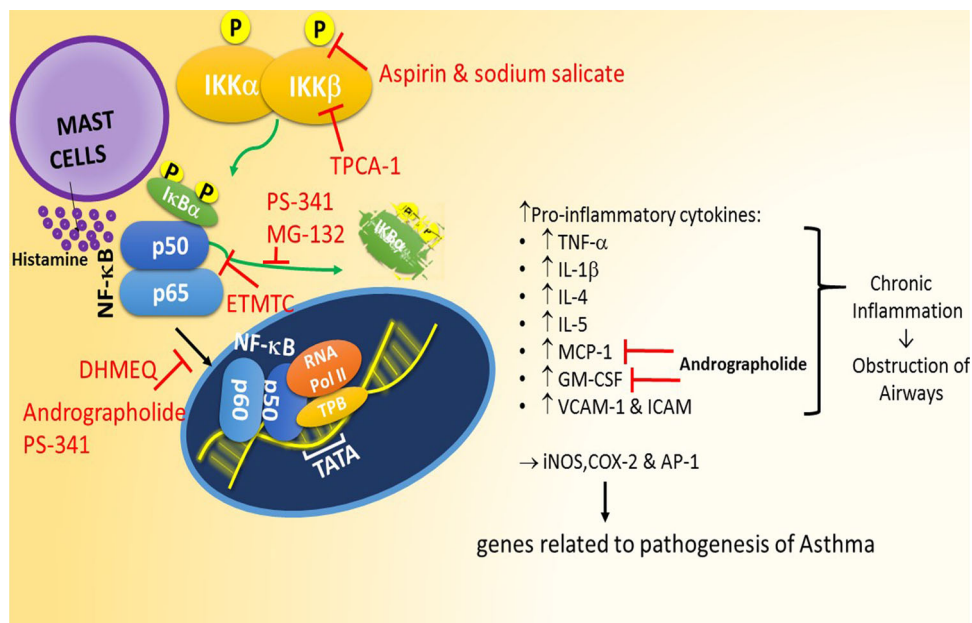 P
P
IKKα
IKKβ
Aspirin & sodium salicate
MAST
CELLS
TPCA-1
P
P
IκBα
PS-341
MG-132
IKBα
Histamine
NF-κB
p50
p65
ETMTC
DHMEQ
Andrographolide
PS-341
NF-κB
RNA
Pol II
p60
p50
TPB
TATA
↑Pro-inflammatory cytokines:
• ↑ TNF-α
• ↑ IL-1β
• ↑ IL-4
• ↑ IL-5
• ↑ MCP-1
• ↑ GM-CSF
• ↑ VCAM-1 & ICAM
Andrographolide
Chronic
Inflammation
↓
Obstruction of
Airways
→ iNOS,COX-2 & AP-1
genes related to pathogenesis of Asthma